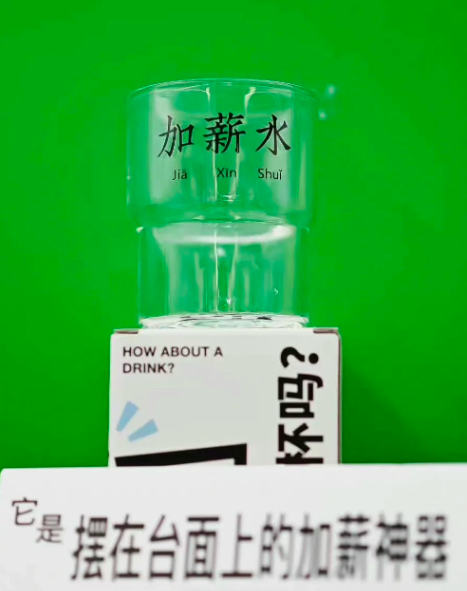 加薪水
Jiā Xīn Shuǐ
HOW ABOUT A
DRINK?
杯吗?
它是
摆在台面上的加薪神器